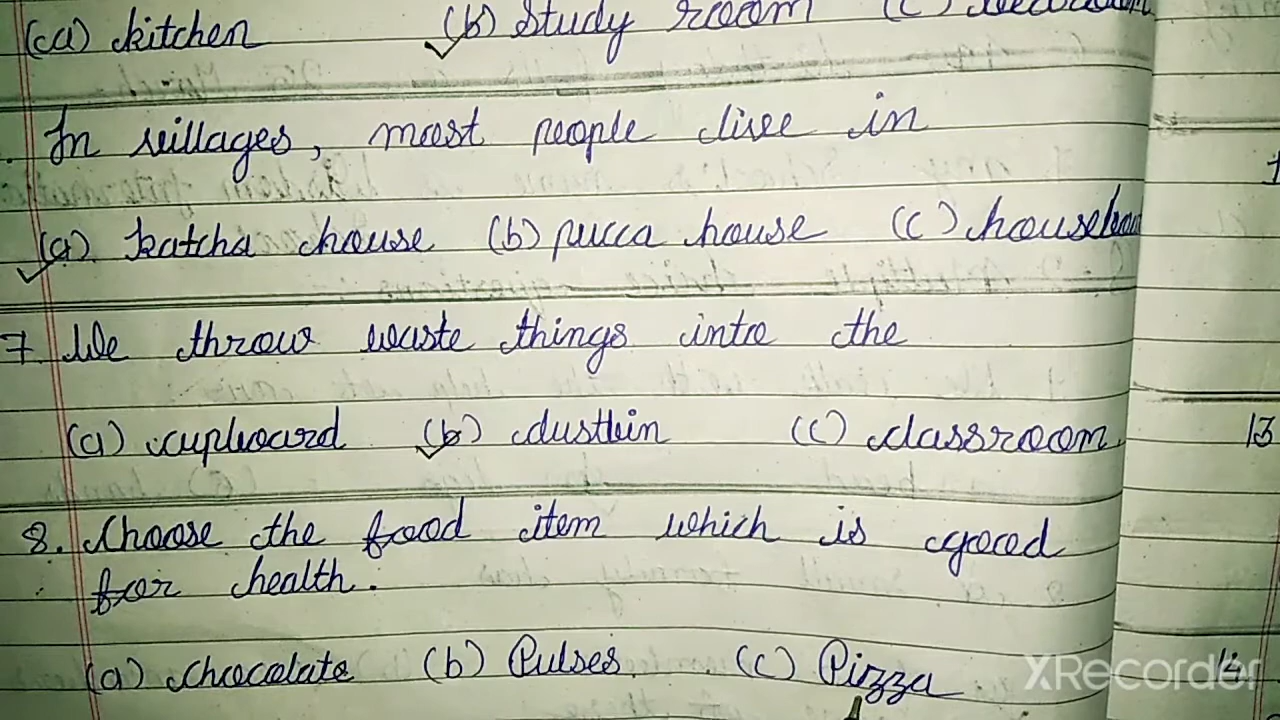 (a) kitchen (b) study room (c)
In villages, most people live in
(a) katcha house (b) pucca house (c) houseboat
7. We throw waste things into the
(a) cupboard (b) dustbin (c) classroom.
13
8. Choose the food item which is good
for health.
(a) chocolate (b) Pulses (c) Pizza
14
XRecorder